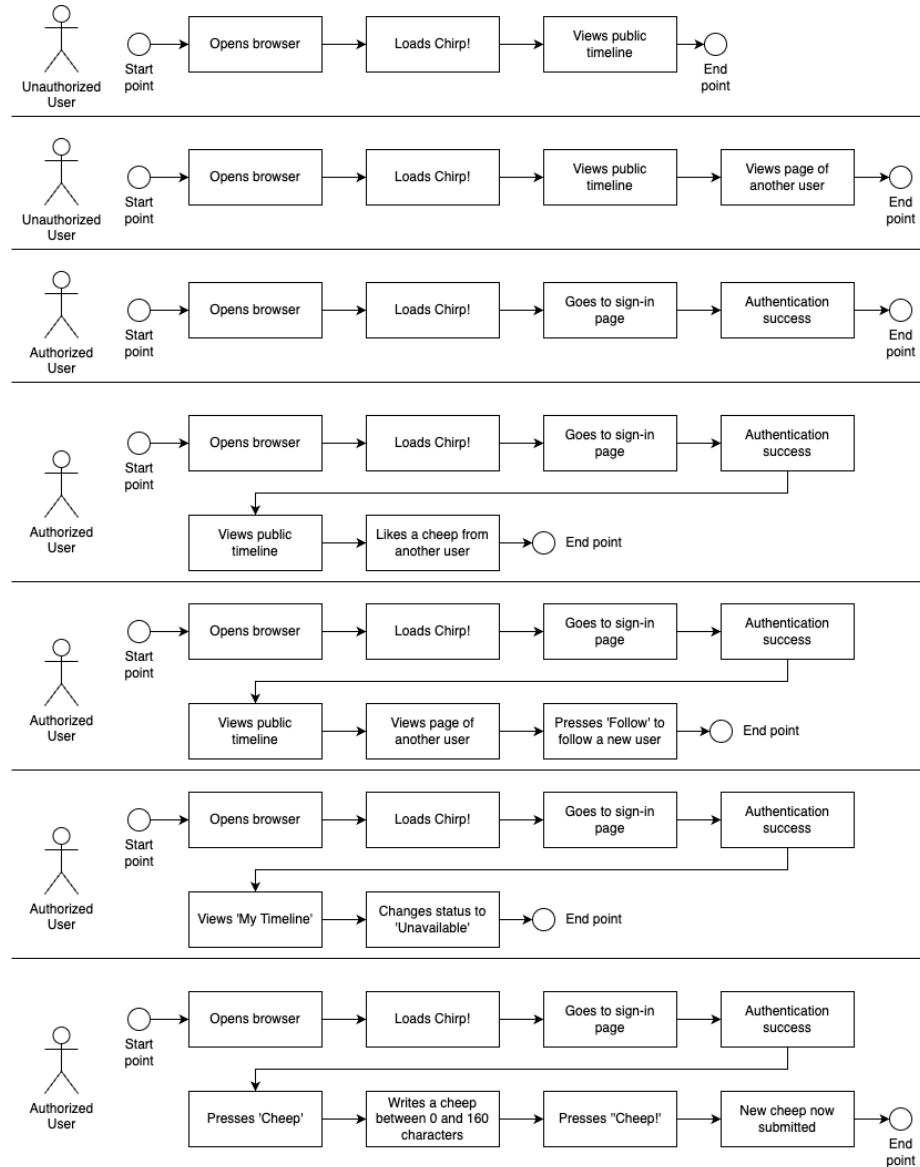 Opens browser
Loads Chirp!
Views public
timeline
Start
point
End
point
Unauthorized
User
Opens browser
Loads Chirp!
Views public
timeline
Views page of
another user
Start
point
End
point
Unauthorized
User
Opens browser
Loads Chirp!
Goes to sign-in
page
Authentication
success
Start
point
End
point
Authorized
User
Opens browser
Loads Chirp!
Goes to sign-in
page
Authentication
success
Start
point
Authorized
User
Views public
timeline
Likes a cheep from
another user
End point
Opens browser
Loads Chirp!
Goes to sign-in
page
Authentication
success
Start
point
Authorized
User
Views public
timeline
Views page of
another user
Presses 'Follow' to
follow a new user
End point
Opens browser
Loads Chirp!
Goes to sign-in
page
Authentication
success
Start
point
Authorized
User
Views 'My Timeline'
Changes status to
'Unavailable'
End point
Opens browser
Loads Chirp!
Goes to sign-in
page
Authentication
success
Start
point
Authorized
User
Presses 'Cheep'
Writes a cheep
between 0 and 160
characters
Presses "Cheep!'
New cheep now
submitted
End
point